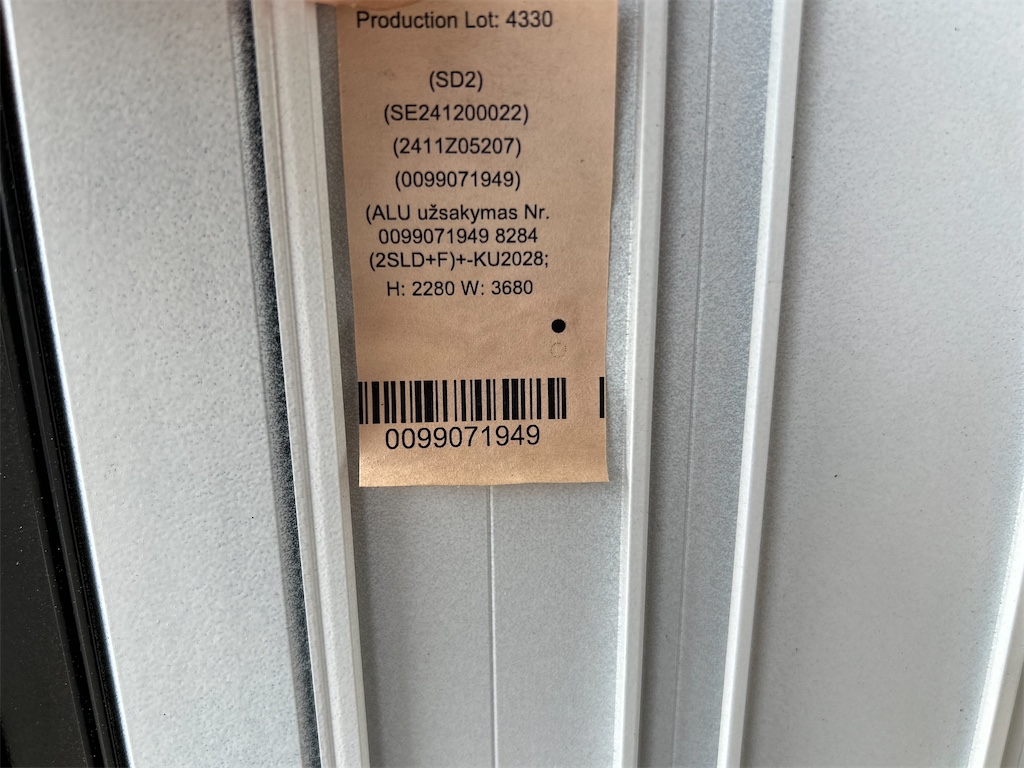 Production Lot: 4330
(SD2)
(SE241200022)
(2411Z05207)
(0099071949)
(ALU užsakymas Nr.
0099071949 8284
(2SLD+F)+-KU2028;
H: 2280 W: 3680
0099071949